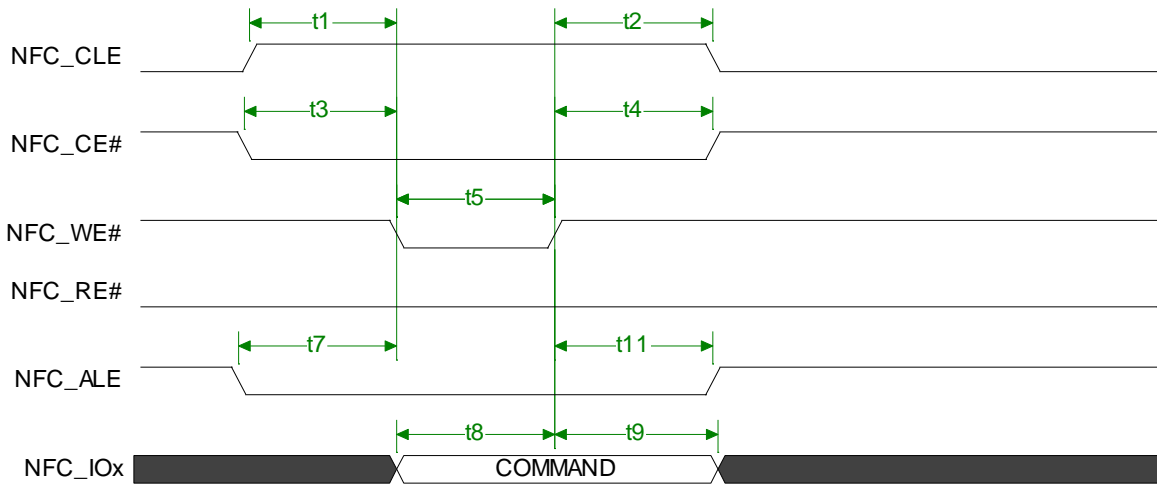 t1 t2
NFC_CLE
t3 t4
NFC_CE#
t5
NFC_WE#
NFC_RE#
t7 t11
NFC_ALE
t8 t9
NFC_IOx COMMAND